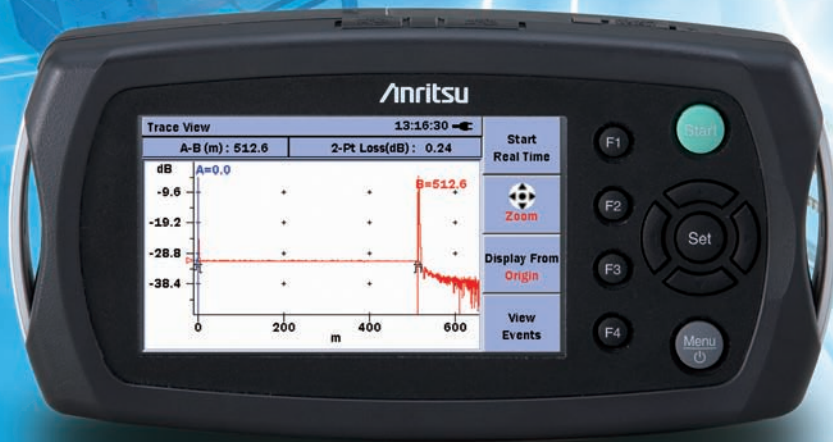 Anritsu
Trace View 13:16:30
A-B (m) : 512.6 2-Pt Loss(dB) : 0.24
dB A=0.0 B=512.6
-9.6
-19.2
-28.8
-38.4
0 200 400 600
m
Start
Real Time
Zoom
Display From
Origin
View
Events
F1
F2
F3
F4
Start
Set
Menu